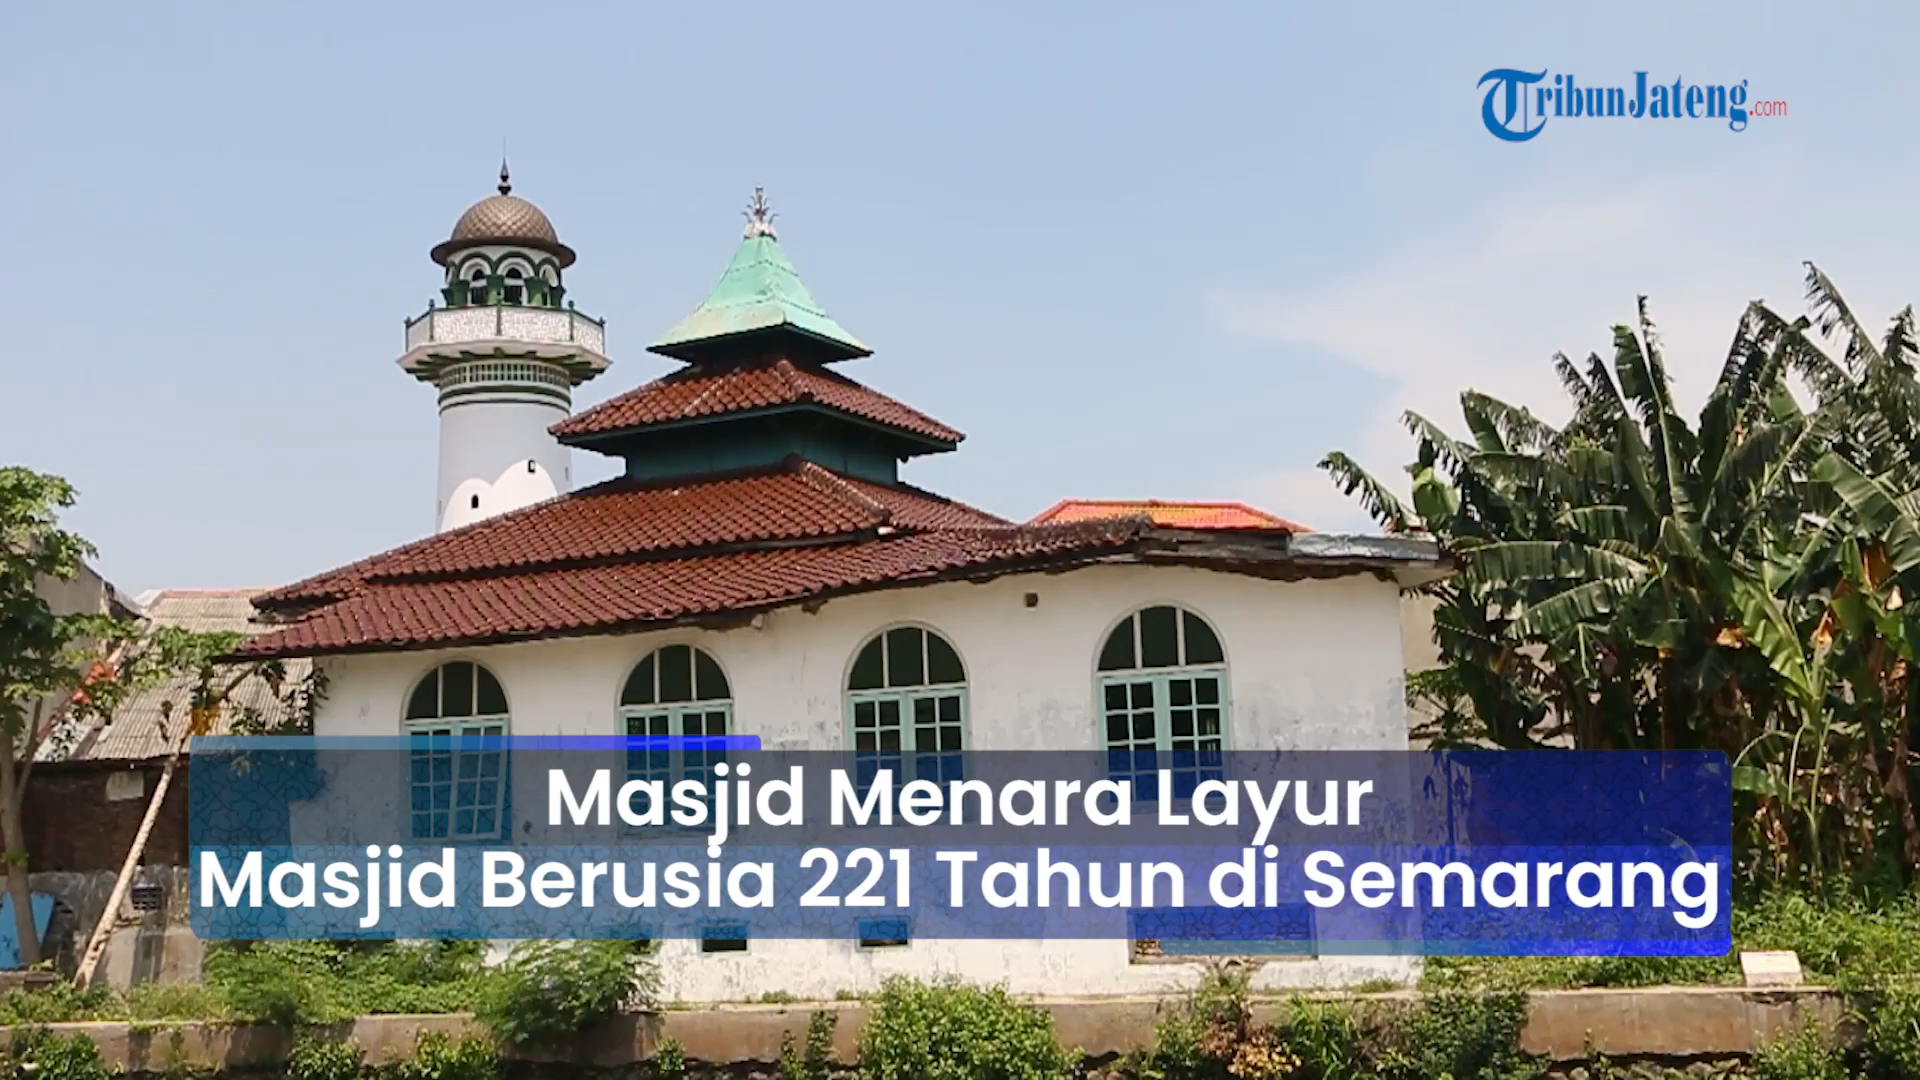 TribunJateng.com
Masjid Menara Layur
Masjid Berusia 221 Tahun di Semarang